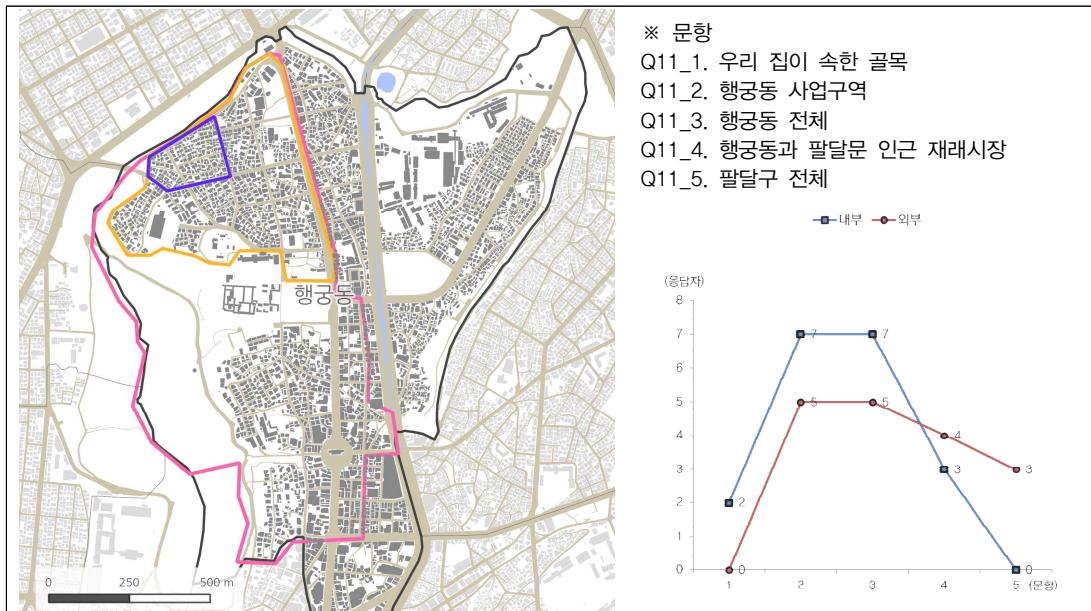 ※ 문항
Q11_1. 우리 집이 속한 골목
Q11_2. 행궁동 사업구역
Q11_3. 행궁동 전체
Q11_4. 행궁동과 팔달문 인근 재래시장
Q11_5. 팔달구 전체
내부 외부
(응답자)
8
7
6
5
4
3
2
1
0
7 7
5 5
4
3 3
2
0 0
1 2 3 4 5 (문항)
행궁동
0 250 500 m